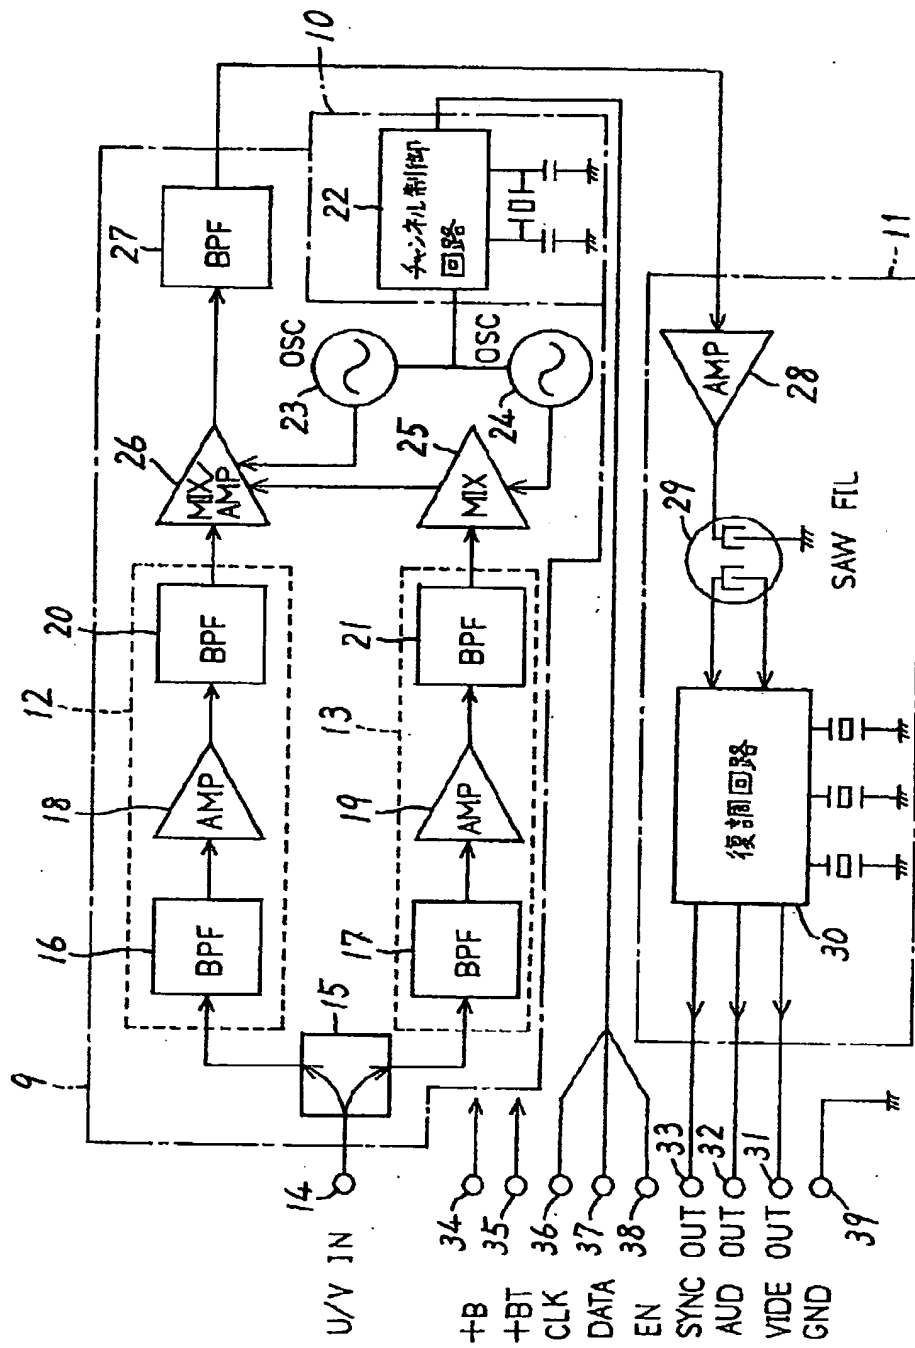 9
12
18
20
26
27
16
BPF
AMP
BPF
MIX/
AMP
BPF
10
22
チャンネル制御
回路
OSC
23
OSC
24
25
MIX
14
U/V IN
15
13
17
BPF
19
AMP
21
BPF
34
+B
35
+BT
36
CLK
37
DATA
38
EN
33
SYNC OUT
32
AUD OUT
31
VIDE OUT
39
GND
30
復調回路
29
SAW FIL
AMP
28
11